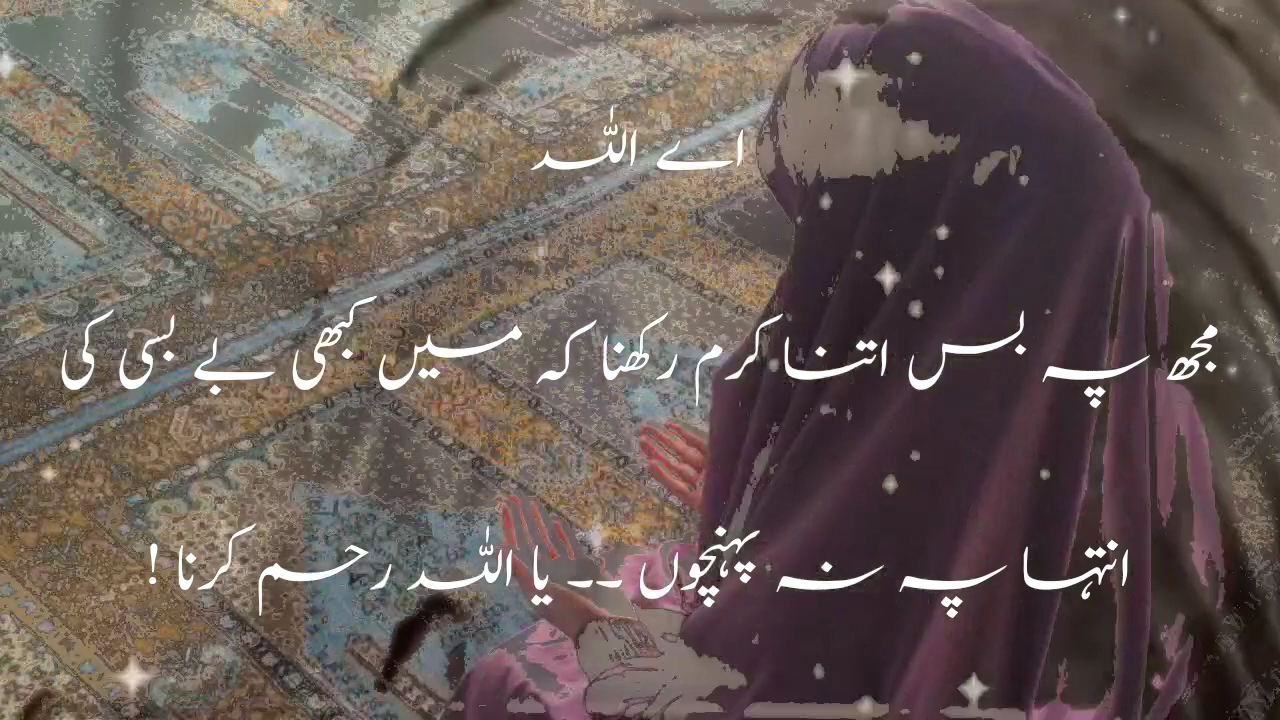 اے اللہ
مجھ پہ بس اتنا کرم رکھنا کہ میں کبھی بے بسی کی
انتہا پہ نہ پہنچوں ۔۔ یا اللہ رحم کرنا !